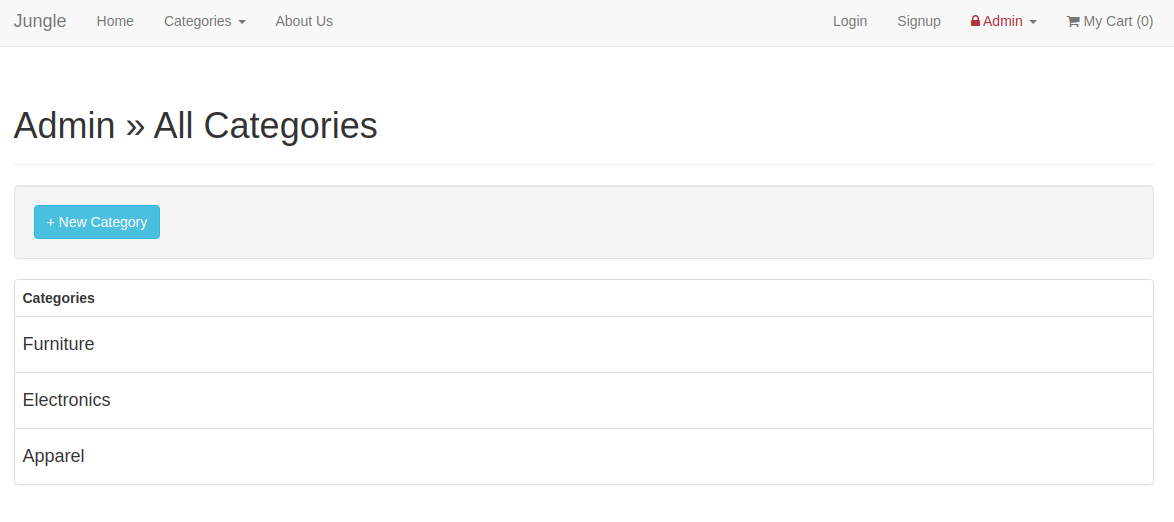 Jungle Home Categories About Us Login Signup Admin My Cart (0)
Admin » All Categories
+ New Category
Categories
Furniture
Electronics
Apparel